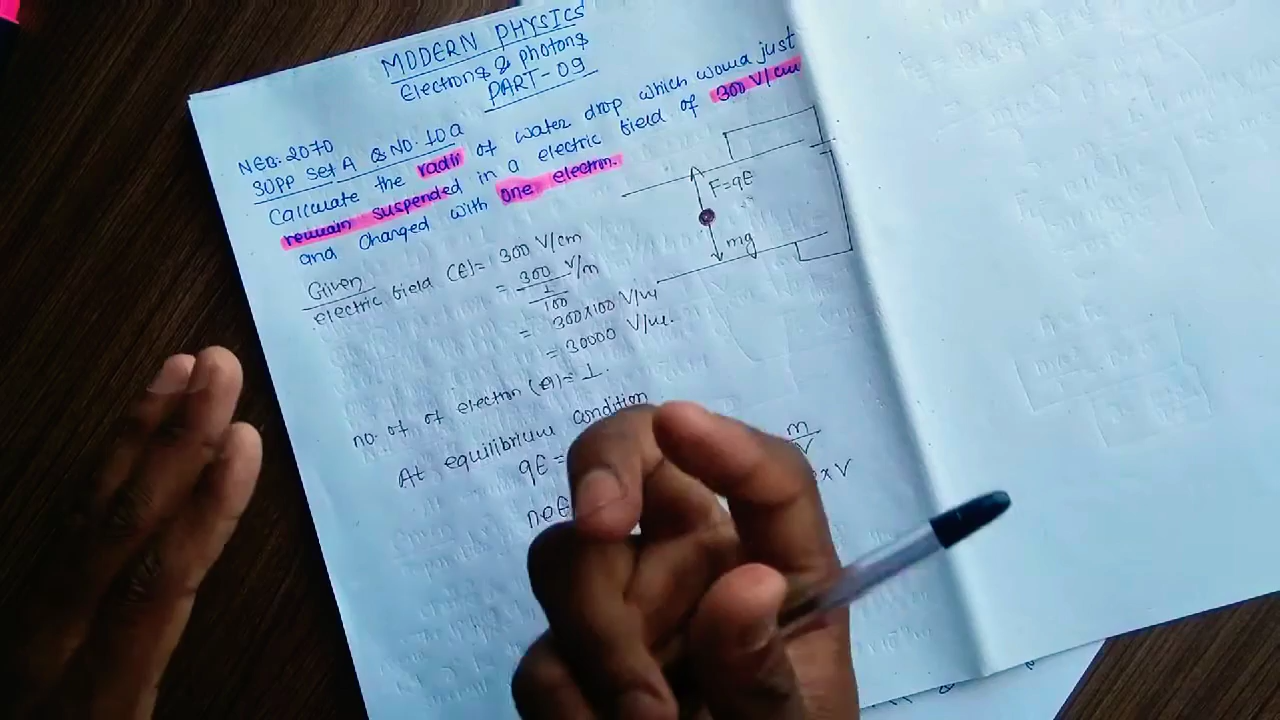 MODERN PHYSICS
Electrons & photons
PART-09
NEB: 2070
SUPP Set A Q.NO. 10a
Calculate the radii of water drop which would just
remain suspended in a electric field of 300 V/cm
and charged with one electron.
Given
electric field (E) = 300 V/cm
= 300 V/m
1
100
= 300×100 V/m
= 30000 V/m.
no. of of electron (n) = 1.
At equilibrium condition
qE =
neE
F=qE
mg
m
V
×V